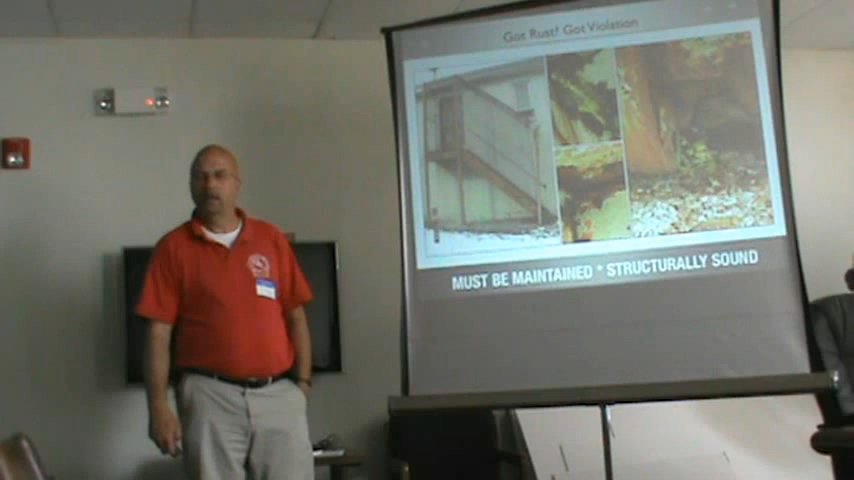 Got Rust? Got Violation
MUST BE MAINTAINED * STRUCTURALLY SOUND